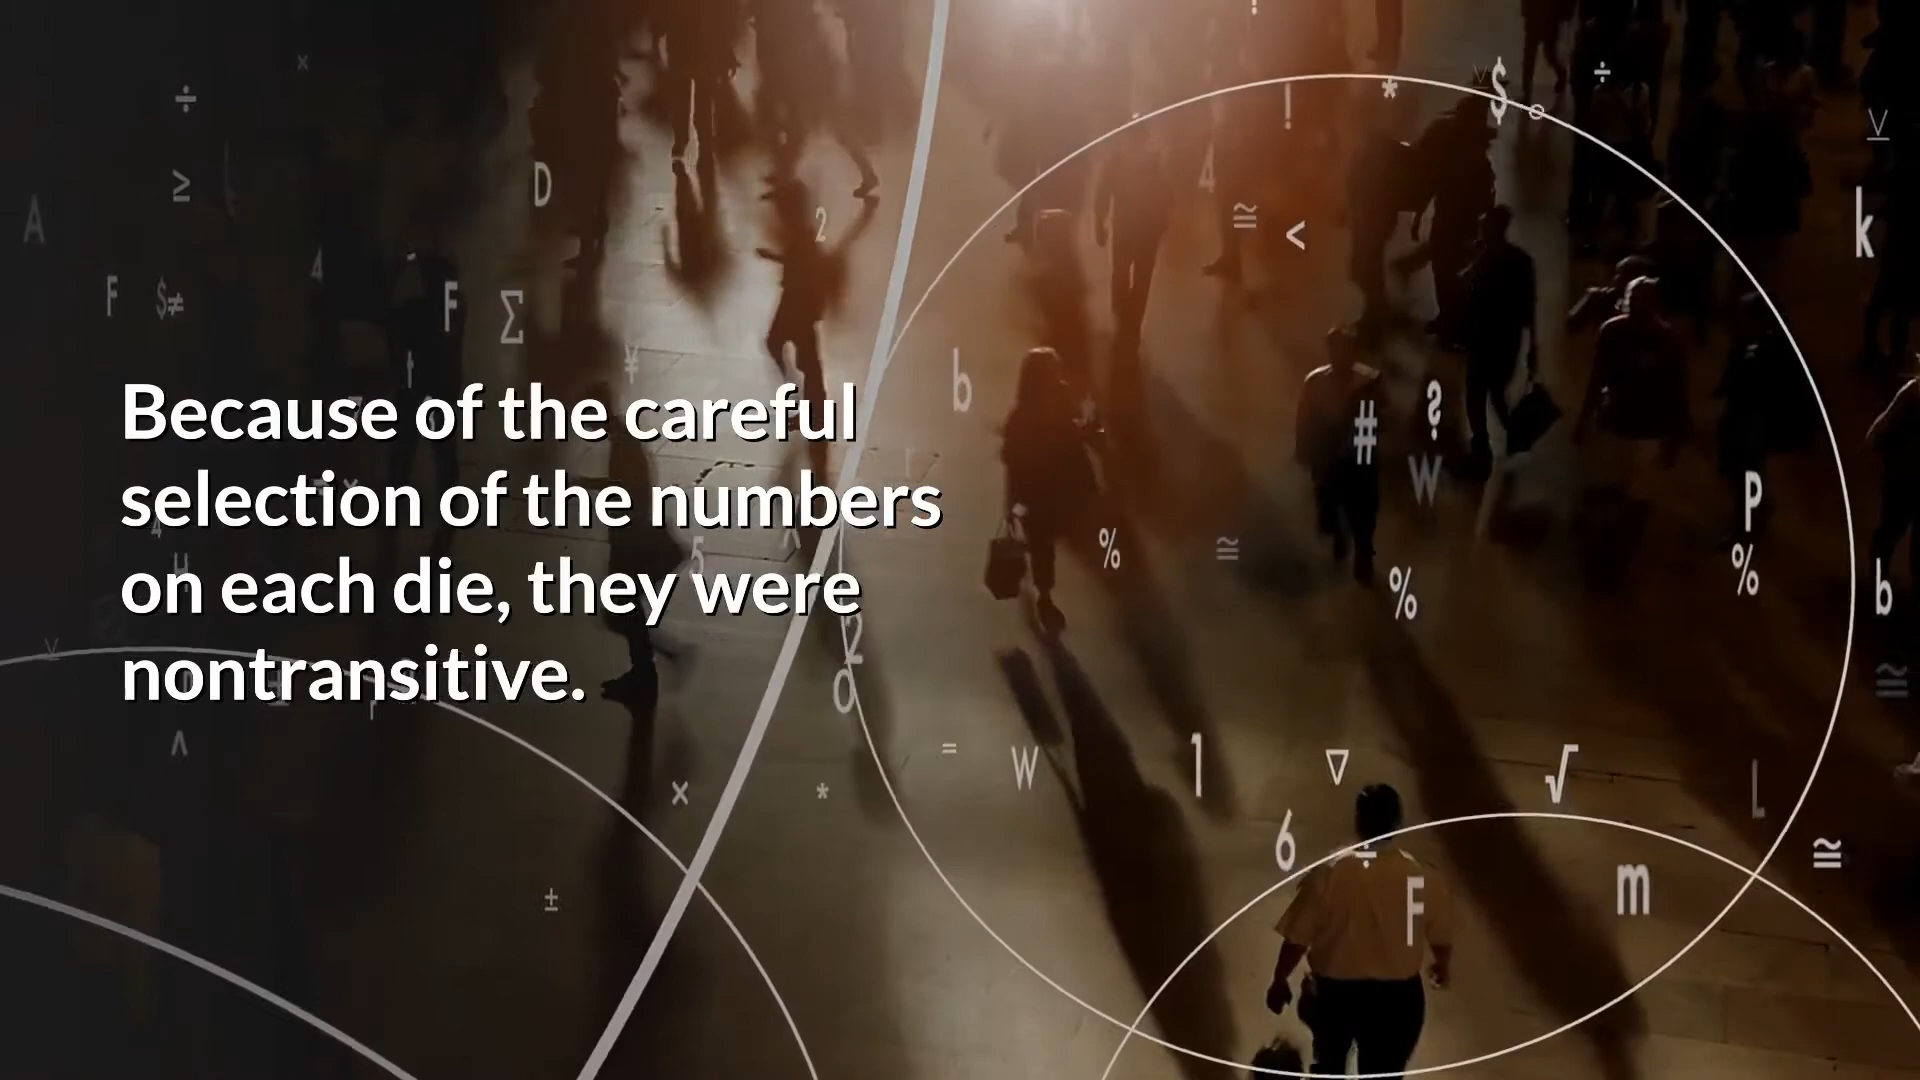 Because of the careful
selection of the numbers
on each die, they were
nontransitive.